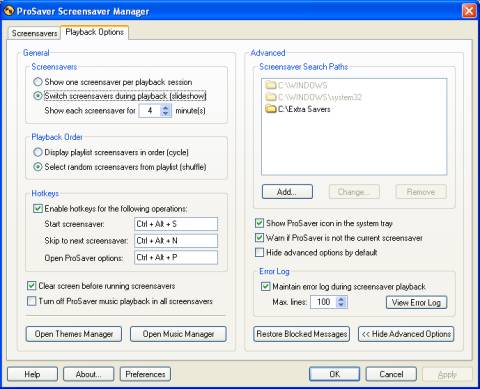 ProSaver Screensaver Manager
Screensavers
Playback Options
General
Screensavers
Show one screensaver per playback session
Switch screensavers during playback (slideshow)
Show each screensaver for 4 minute(s)
Playback Order
Display playlist screensavers in order (cycle)
Select random screensavers from playlist (shuffle)
Hotkeys
Enable hotkeys for the following operations:
Start screensaver: Ctrl + Alt + S
Skip to next screensaver: Ctrl + Alt + N
Open ProSaver options: Ctrl + Alt + P
Clear screen before running screensavers
Turn off ProSaver music playback in all screensavers
Open Themes Manager
Open Music Manager
Advanced
Screensaver Search Paths
C:\WINDOWS
C:\WINDOWS\system32
C:\Extra Savers
Add...
Change...
Remove
Show ProSaver icon in the system tray
Warn if ProSaver is not the current screensaver
Hide advanced options by default
Error Log
Maintain error log during screensaver playback
Max. lines: 100
View Error Log
Restore Blocked Messages
<< Hide Advanced Options
Help
About...
Preferences
OK
Cancel
Apply